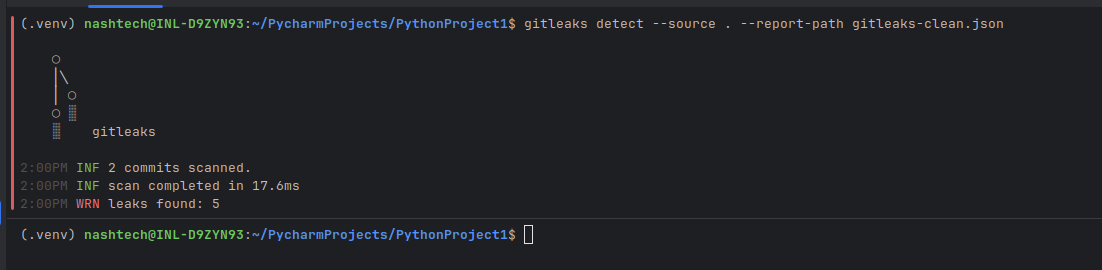 (.venv) nashtech@INL-D9ZYN93:~/PycharmProjects/PythonProject1$ gitleaks detect --source . --report-path gitleaks-clean.json
○
│╲
│ ○
○ ░
░    gitleaks
2:00PM INF 2 commits scanned.
2:00PM INF scan completed in 17.6ms
2:00PM WRN leaks found: 5
(.venv) nashtech@INL-D9ZYN93:~/PycharmProjects/PythonProject1$